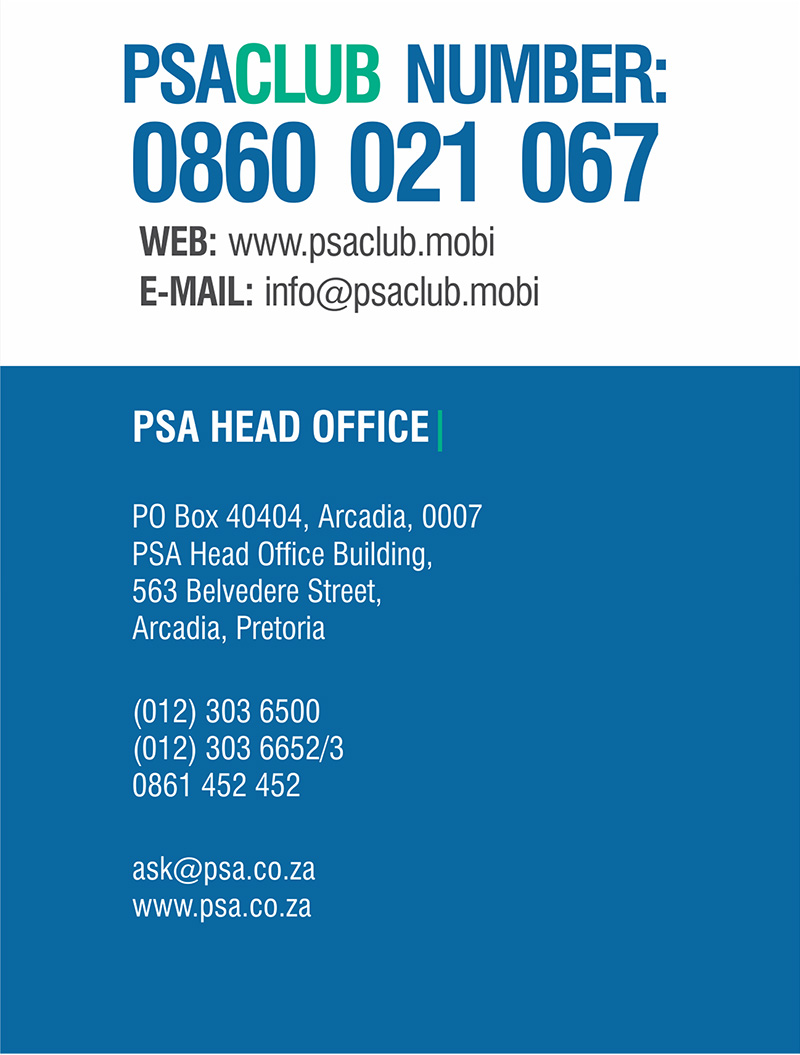 PSACLUB NUMBER:
0860 021 067
WEB: www.psaclub.mobi
E-MAIL: info@psaclub.mobi
PSA HEAD OFFICE|
PO Box 40404, Arcadia, 0007
PSA Head Office Building,
563 Belvedere Street,
Arcadia, Pretoria
(012) 303 6500
(012) 303 6652/3
0861 452 452
ask@psa.co.za
www.psa.co.za